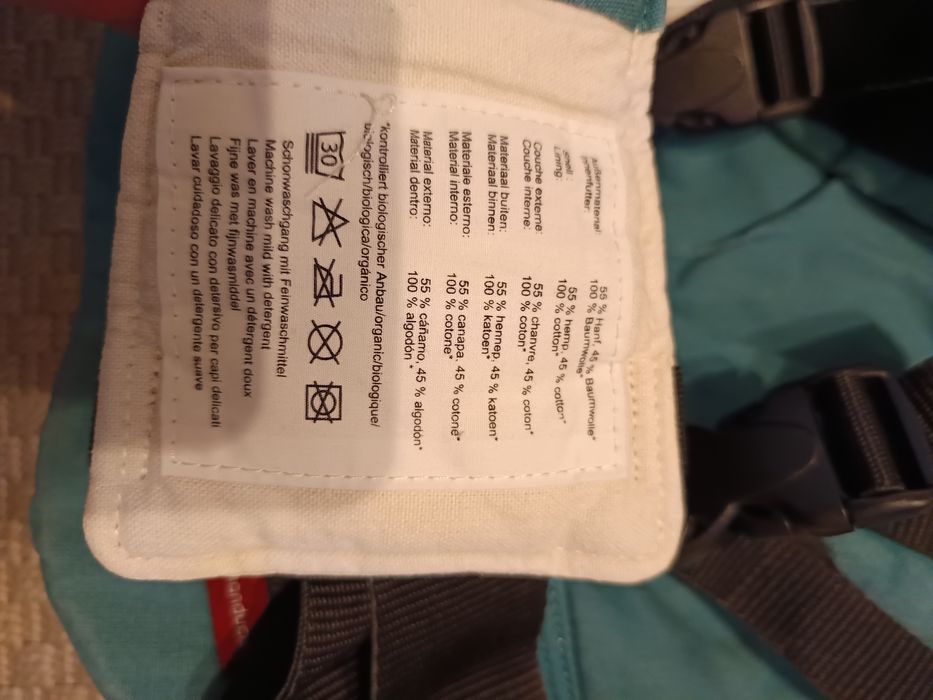 Außenmaterial: 55 % Hanf, 45 % Baumwolle*
Innenfutter: 100 % Baumwolle*
Shell: 55 % hemp, 45 % cotton*
Lining: 100 % cotton*
Couche externe: 55 % chanvre, 45 % coton*
Couche interne: 100 % coton*
Materiaal buiten: 55 % hennep, 45 % katoen*
Materiaal binnen: 100 % katoen*
Materiale esterno: 55 % canapa, 45 % cotone*
Material interno: 100 % cotone*
Material externo: 55 % cáñamo, 45 % algodón*
Material dentro: 100 % algodón*
*kontrolliert biologischer Anbau/organic/biologique/
biologisch/biologica/orgánico
30
Schonwaschgang mit Feinwaschmittel
Machine wash mild with detergent
Laver en machine avec un détergent doux
Fijne was met fijnwasmiddel
Lavaggio delicato con detersivo per capi delicati
Lavar cuidadoso con un detergente suave